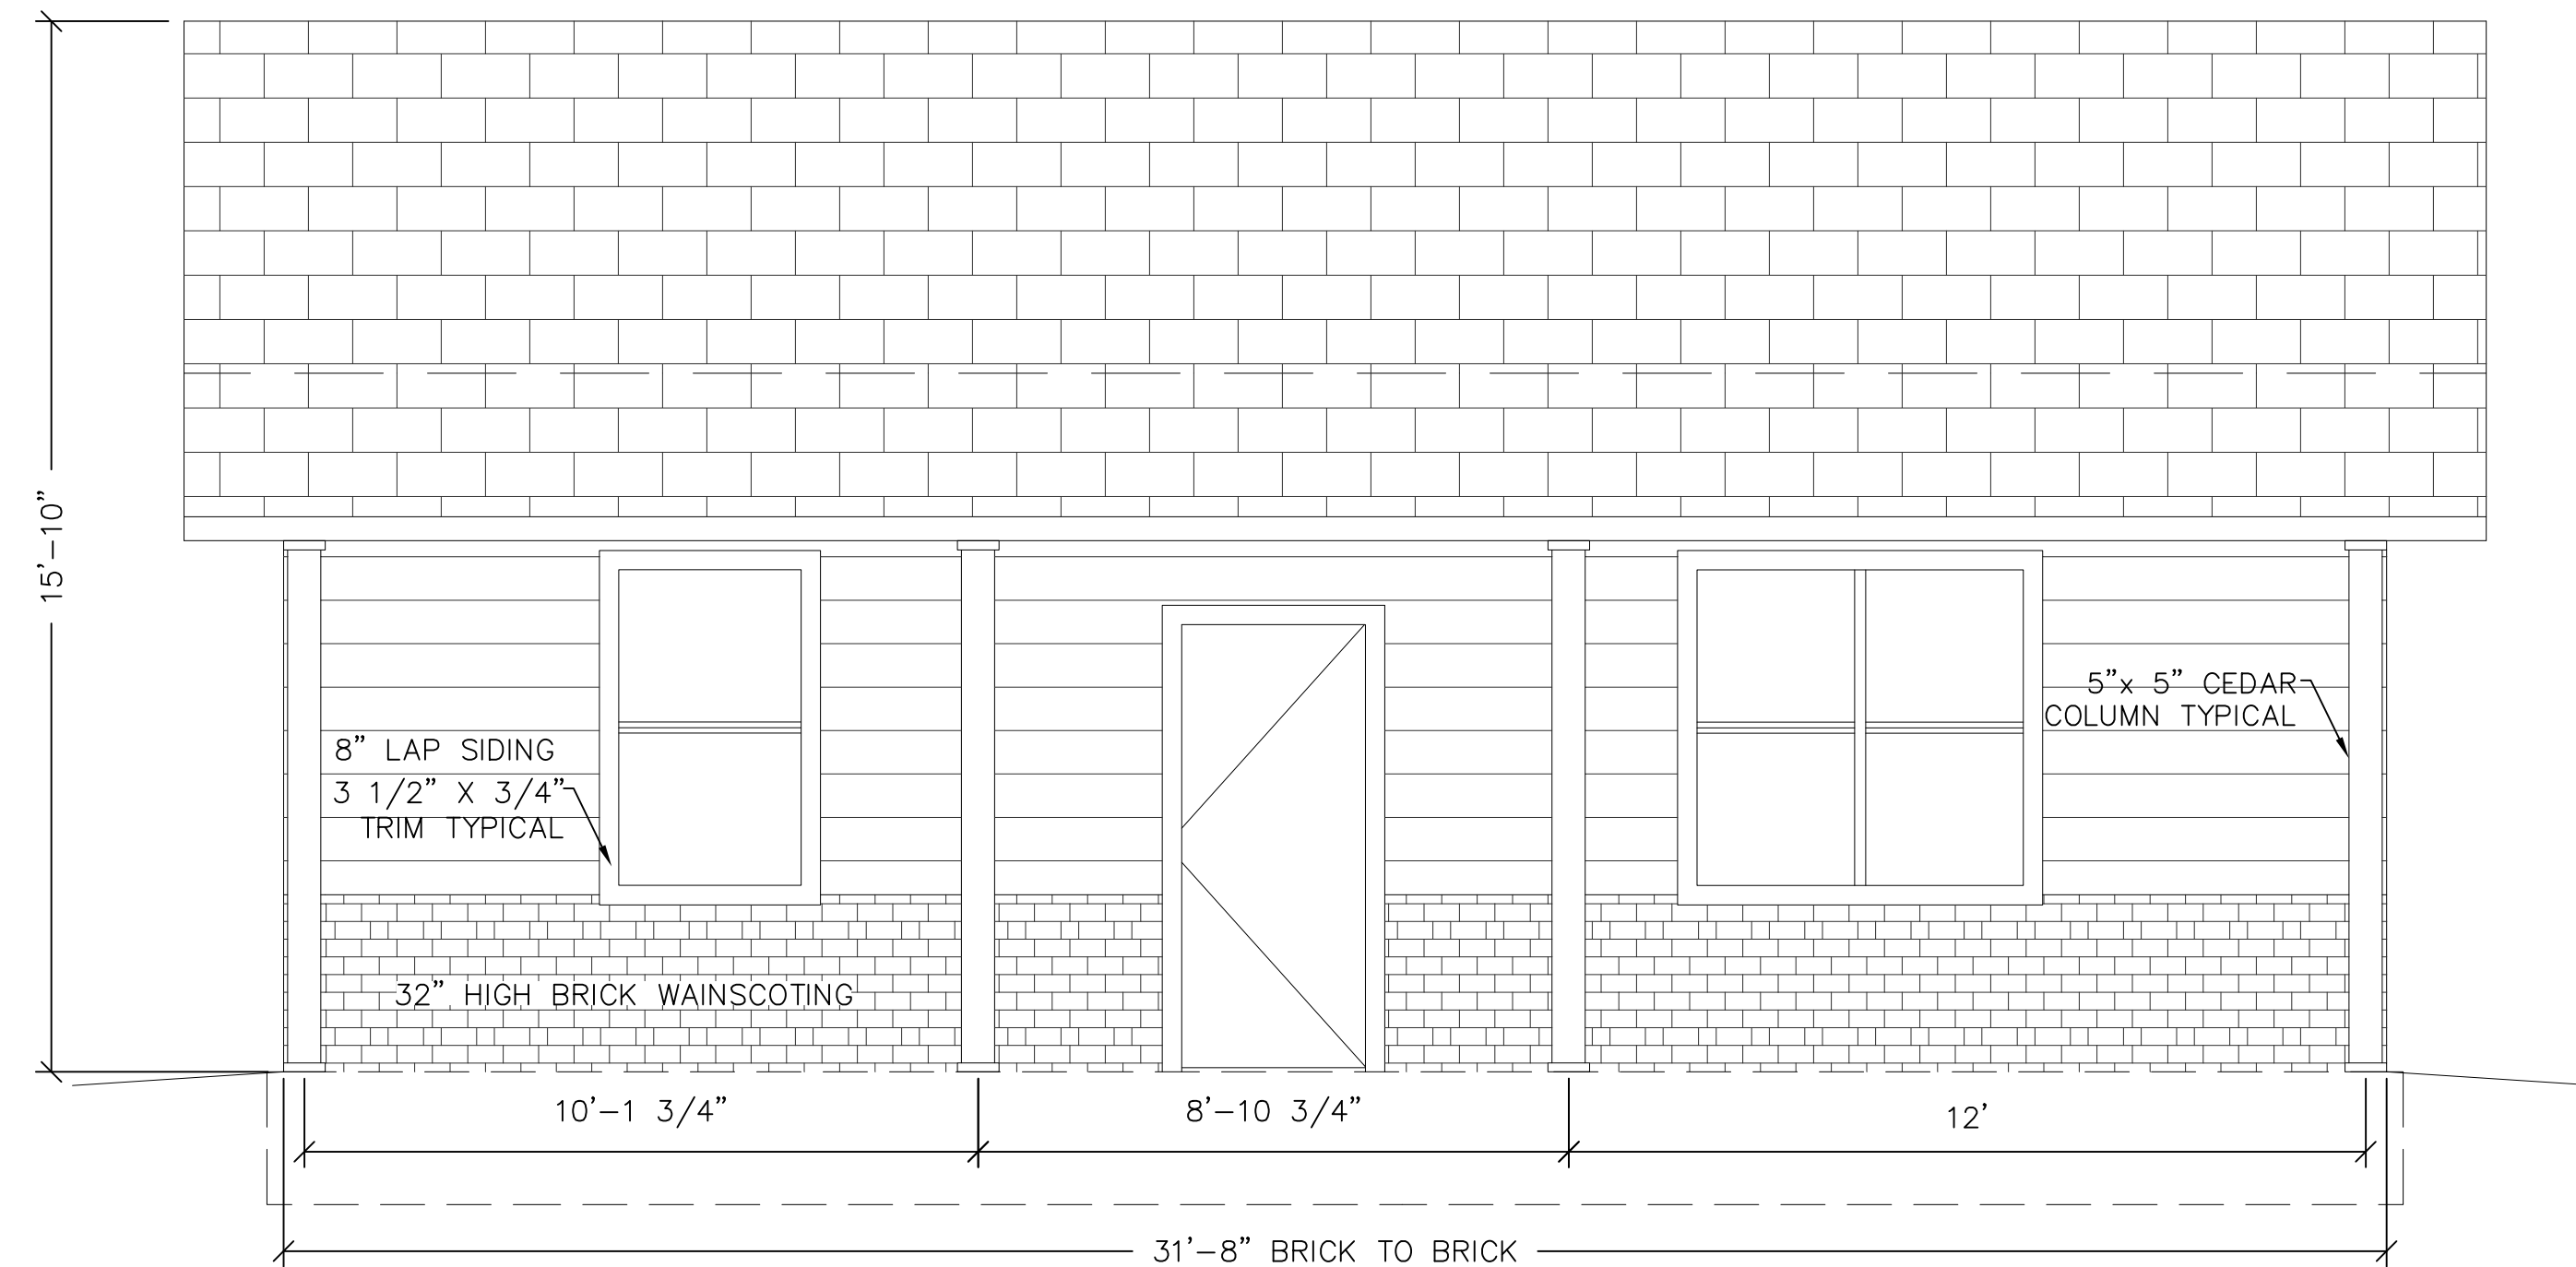 15’–10”
5”x 5” CEDAR
COLUMN TYPICAL
8” LAP SIDING
3 1/2” X 3/4”
TRIM TYPICAL
32” HIGH BRICK WAINSCOTING
10’–1 3/4”
8’–10 3/4”
12’
31’–8” BRICK TO BRICK